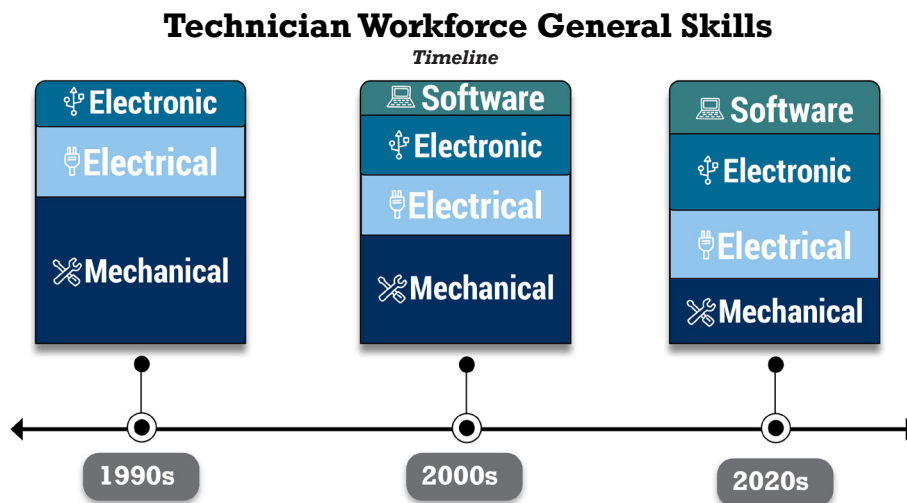 Technician Workforce General Skills
Timeline
Electronic
Electrical
Mechanical
Software
Electronic
Electrical
Mechanical
Software
Electronic
Electrical
Mechanical
1990s
2000s
2020s